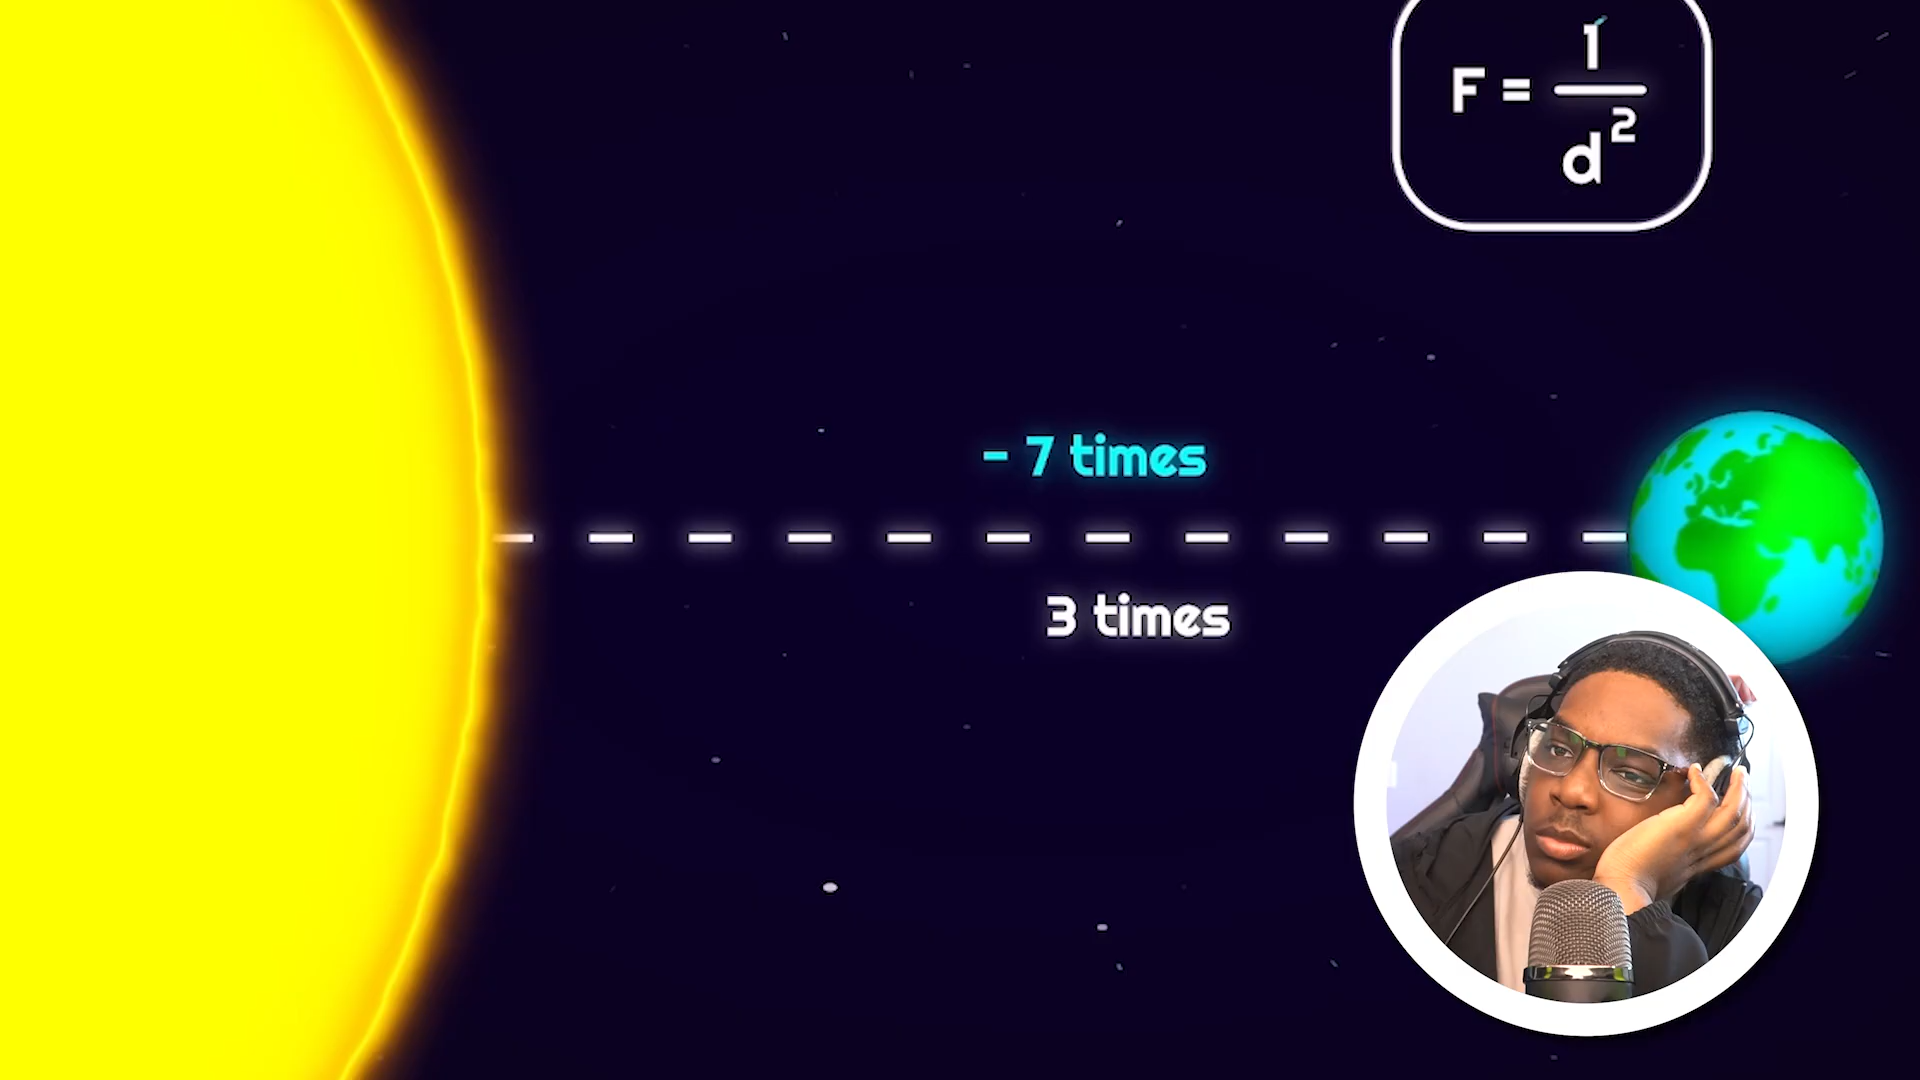 F = 1/d²
- 7 times
3 times